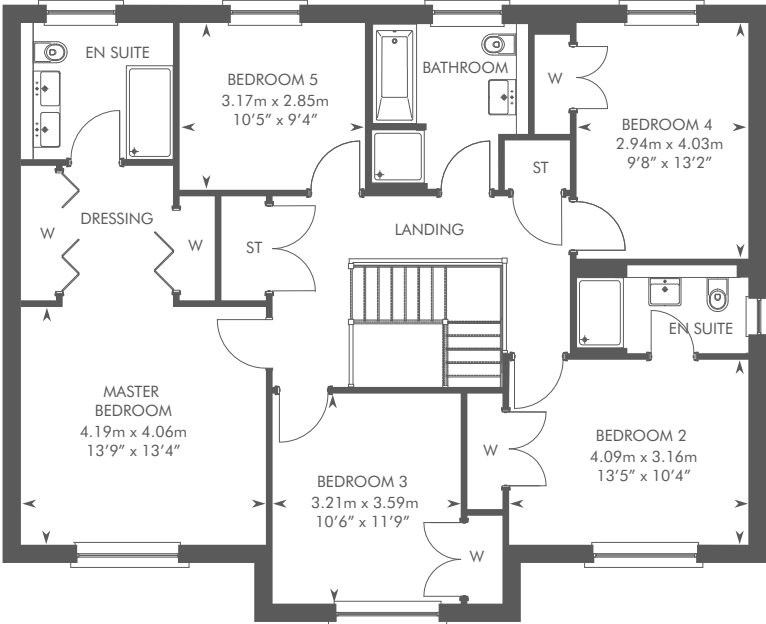 EN SUITE
BEDROOM 5
3.17m x 2.85m
10'5" x 9'4"
BATHROOM
W
BEDROOM 4
2.94m x 4.03m
9'8" x 13'2"
ST
W
DRESSING
W
ST
LANDING
EN SUITE
MASTER
BEDROOM
4.19m x 4.06m
13'9" x 13'4"
BEDROOM 3
3.21m x 3.59m
10'6" x 11'9"
W
BEDROOM 2
4.09m x 3.16m
13'5" x 10'4"
W